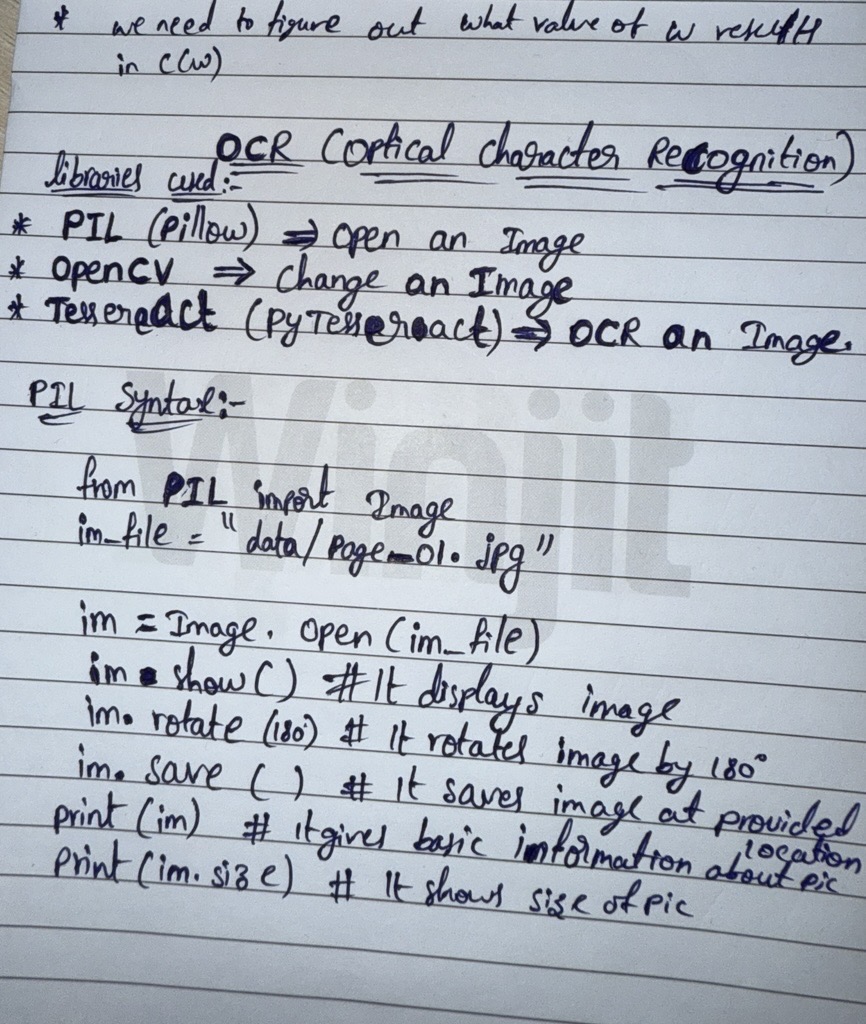 * we need to figure out what value of w result
in C(w)
OCR (Optical Character Recognition)
libraries used:-
* PIL (Pillow) ⇒ open an Image
* OpenCV ⇒ Change an Image
* Tessereact (PyTessereact) ⇒ OCR an Image.
PIL Syntax:-
Winjit
from PIL import Image
im_file = "data/page_01.jpg"
im = Image.open(im_file)
im.show() # It displays image
im.rotate(180°) # It rotates image by 180°
im.save() # It saves image at provided
location
print(im) # it gives basic information about pic
print(im.size) # It shows size of pic